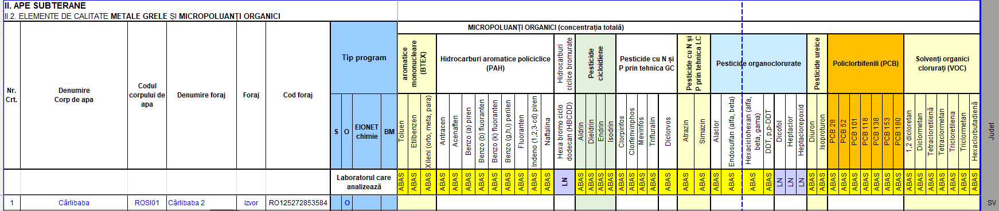 II. APE SUBTERANE
II.2. ELEMENTE DE CALITATE METALE GRELE ȘI MICROPOLUANȚI ORGANICI
MICROPOLUANȚI ORGANICI (concentrația totală)
Nr.
Crt.
Denumire
Corp de apa
Codul
corpului de
apa
Denumire foraj
Foraj
Cod foraj
Tip program
aromatice
mononucleare
(BTEX)
Hidrocarburi aromatice policiclice
(PAH)
Hidrocarburi
ciclice bromurate
Pesticide
ciclodiene
Pesticide cu N și
P prin tehnica GC
Pesticide cu N și
P prin tehnica LC
Pesticide organoclorurate
Pesticide ureice
Policlorbifenili (PCB)
Solvenți organici
clorurați (VOC)
S
O
EIONET
chimie
BM
Toluen
Etilbenzen
Xileni (orto, meta, para)
Antracen
Acenaften
Benzo (a) piren
Benzo (b) fluoranten
Benzo (k) fluoranten
Benzo (g,h,i) perilen
Fluoranten
Indeno (1,2,3-cd) piren
Naftalina
Hexa bromo ciclo
dodecan (HBCDD)
Aldrin
Dieldrin
Endrin
Isodrin
Clorpirifos
Clorfenvinphos
Mevinfos
Trifluralin
Diclorvos
Atrazin
Simazin
Alaclor
Endosulfan (alfa, beta)
Hexaciclohexan (alfa,
beta, gama)
DDT, p,p-DDT
Dicofol
Heptaclor
Heptaclorepoxid
Diuron
Isoproturon
PCB 28
PCB 52
PCB 101
PCB 118
PCB 138
PCB 153
PCB 180
1,2 dicloretan
Diclormetan
Tetracloretilenă
Tetraclormetan
Tricloretilena
Triclormetan
Hexaclorbutadienă
Judet
Laboratorul care
analizează
ABAS ABAS ABAS ABAS ABAS ABAS ABAS ABAS ABAS ABAS ABAS ABAS LN ABAS ABAS ABAS ABAS ABAS ABAS ABAS ABAS ABAS ABAS ABAS ABAS ABAS ABAS ABAS LN LN LN ABAS ABAS ABAS ABAS ABAS ABAS ABAS ABAS ABAS ABAS ABAS ABAS ABAS ABAS ABAS ABAS
1 Cârlibaba ROSI01 Cârlibaba 2 izvor RO125272853584 O SV